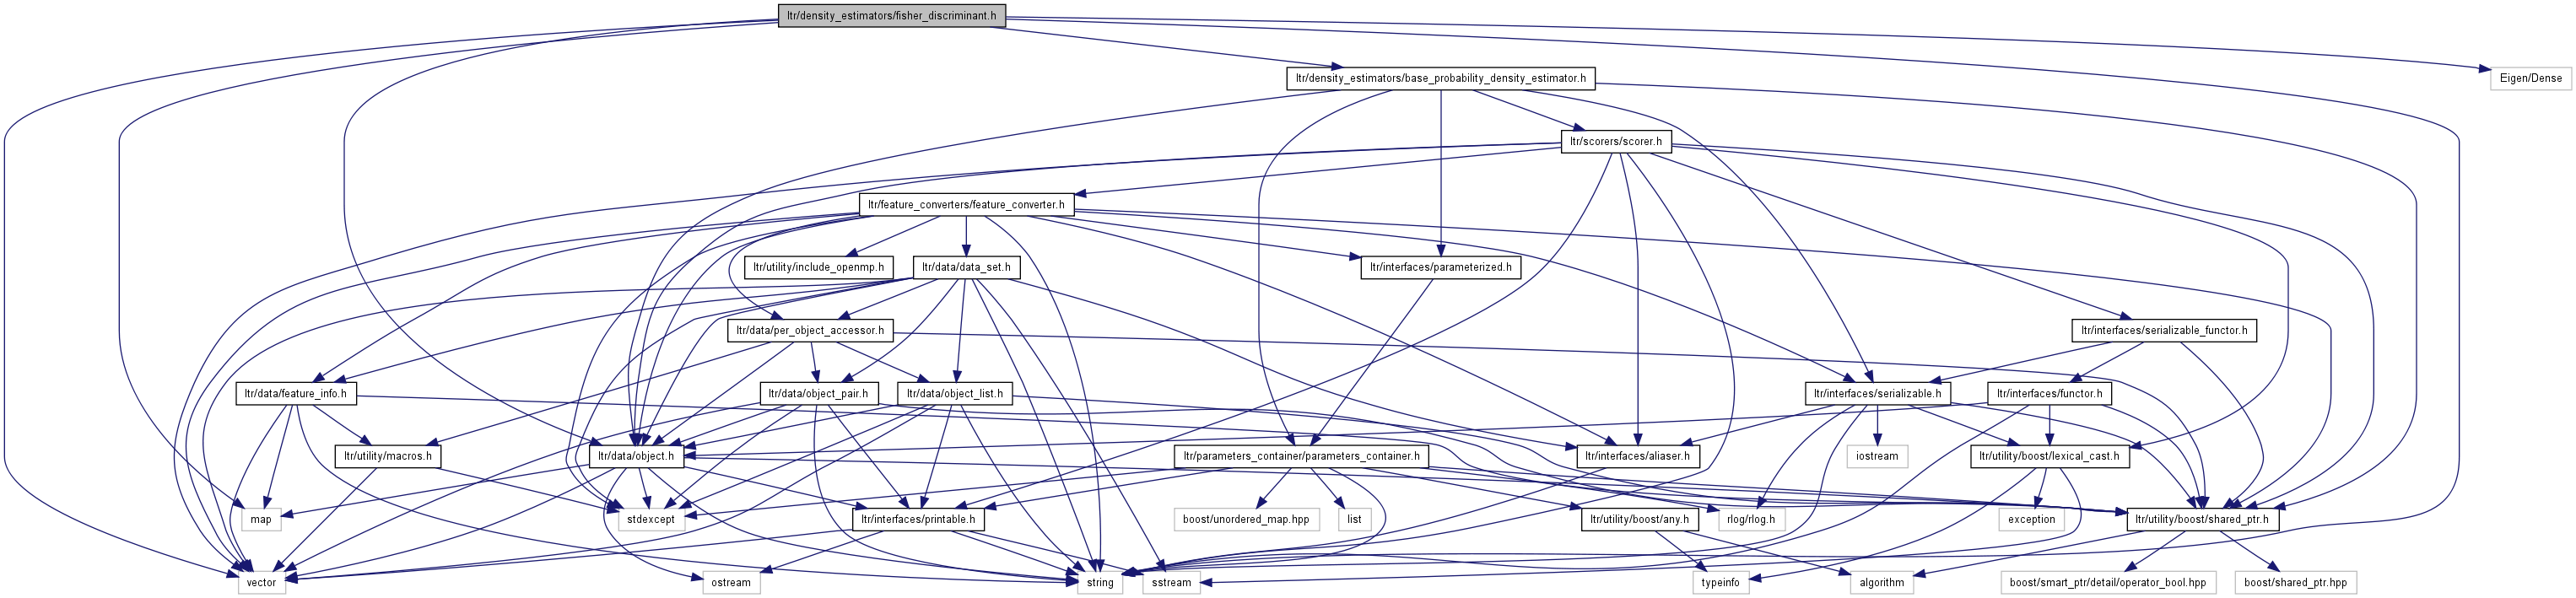 ltr/density_estimators/fisher_discriminant.h
ltr/density_estimators/base_probability_density_estimator.h
Eigen/Dense
ltr/scorers/scorer.h
ltr/feature_converters/feature_converter.h
ltr/utility/include_openmp.h
ltr/data/data_set.h
ltr/interfaces/parameterized.h
ltr/data/per_object_accessor.h
ltr/interfaces/serializable_functor.h
ltr/data/feature_info.h
ltr/data/object_pair.h
ltr/data/object_list.h
ltr/interfaces/serializable.h
ltr/interfaces/functor.h
ltr/utility/macros.h
ltr/data/object.h
ltr/parameters_container/parameters_container.h
ltr/interfaces/aliaser.h
iostream
ltr/utility/boost/lexical_cast.h
map
stdexcept
ltr/interfaces/printable.h
boost/unordered_map.hpp
list
ltr/utility/boost/any.h
rlog/rlog.h
exception
ltr/utility/boost/shared_ptr.h
vector
ostream
string
sstream
typeinfo
algorithm
boost/smart_ptr/detail/operator_bool.hpp
boost/shared_ptr.hpp